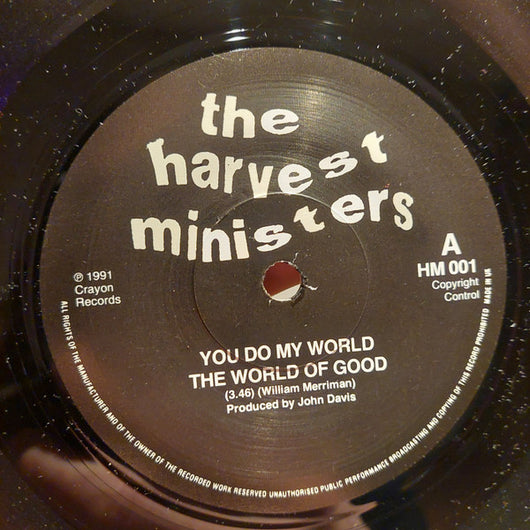 the
harvest
ministers
A
HM 001
Copyright
Control
℗ 1991
Crayon
Records
YOU DO MY WORLD
THE WORLD OF GOOD
(3.46) (William Merriman)
Produced by John Davis
ALL RIGHTS OF THE MANUFACTURER AND OF THE OWNER OF THE RECORDED WORK RESERVED UNAUTHORISED PUBLIC PERFORMANCE BROADCASTING AND COPYING OF THIS RECORD PROHIBITED MADE IN UK